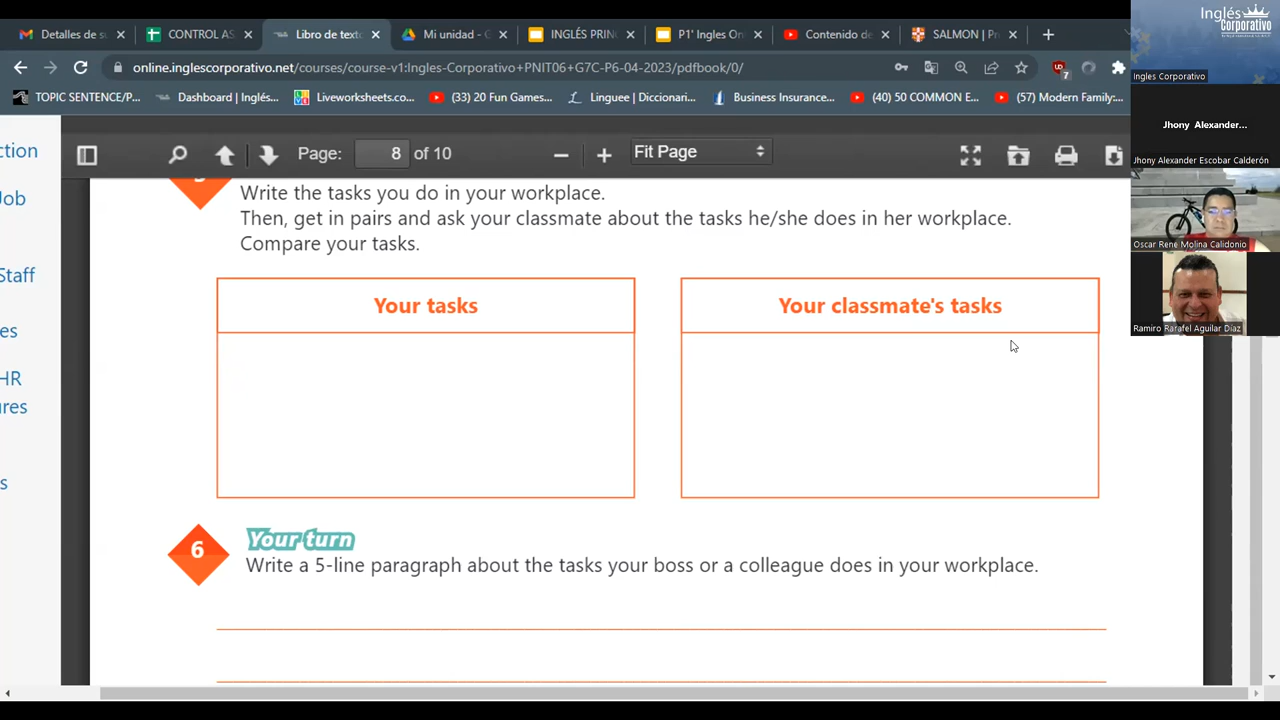 Detalles de su
CONTROL AS
Libro de texto
Mi unidad - G
INGLÉS PRIN
P1' Ingles On
Contenido de
SALMON | P
online.inglescorporativo.net/courses/course-v1:Ingles-Corporativo+PNIT06+G7C-P6-04-2023/pdfbook/0/
7
TOPIC SENTENCE/P...
Dashboard | Inglés...
Liveworksheets.co...
(33) 20 Fun Games...
Linguee | Diccionari...
Business Insurance...
(40) 50 COMMON E...
(57) Modern Family:...
Inglés
Corporativo
Ingles Corporativo
Jhony Alexander...
Jhony Alexander Escobar Calderón
Oscar Rene Molina Calidonio
Ramiro Rarafel Aguilar Díaz
ction
Job
Staff
es
HR
ures
s
Page: 8 of 10
Fit Page
Write the tasks you do in your workplace.
Then, get in pairs and ask your classmate about the tasks he/she does in her workplace.
Compare your tasks.
Your tasks
Your classmate's tasks
6
Your turn
Write a 5-line paragraph about the tasks your boss or a colleague does in your workplace.